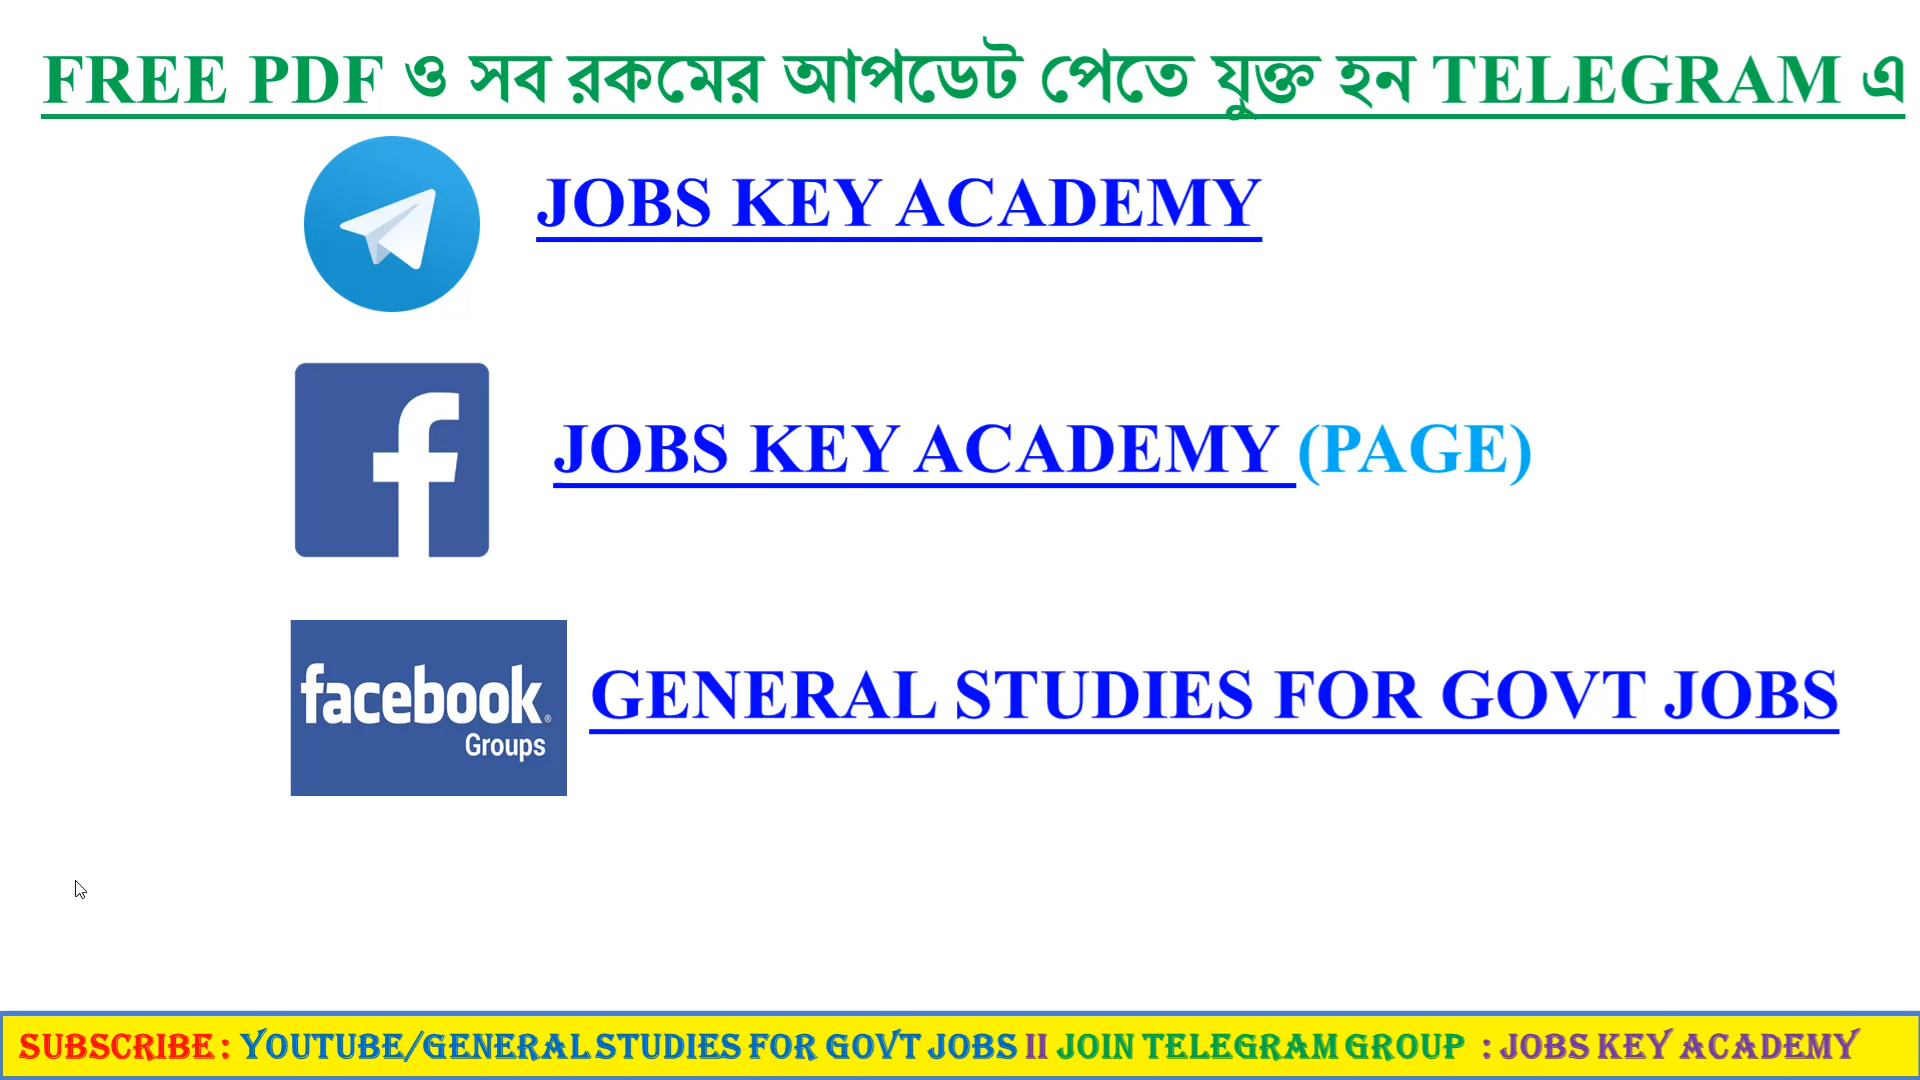 FREE PDF ও সব রকমের আপডেট পেতে যুক্ত হন TELEGRAM এ
JOBS KEY ACADEMY
JOBS KEY ACADEMY (PAGE)
facebook®
Groups
GENERAL STUDIES FOR GOVT JOBS
SUBSCRIBE : YOUTUBE/GENERAL STUDIES FOR GOVT JOBS II JOIN TELEGRAM GROUP : JOBS KEY ACADEMY